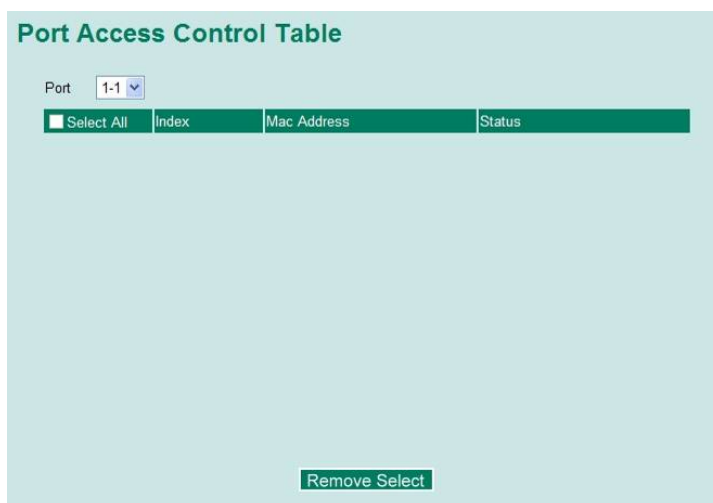 Port Access Control Table
Port 1-1
Select All Index Mac Address Status
Remove Select